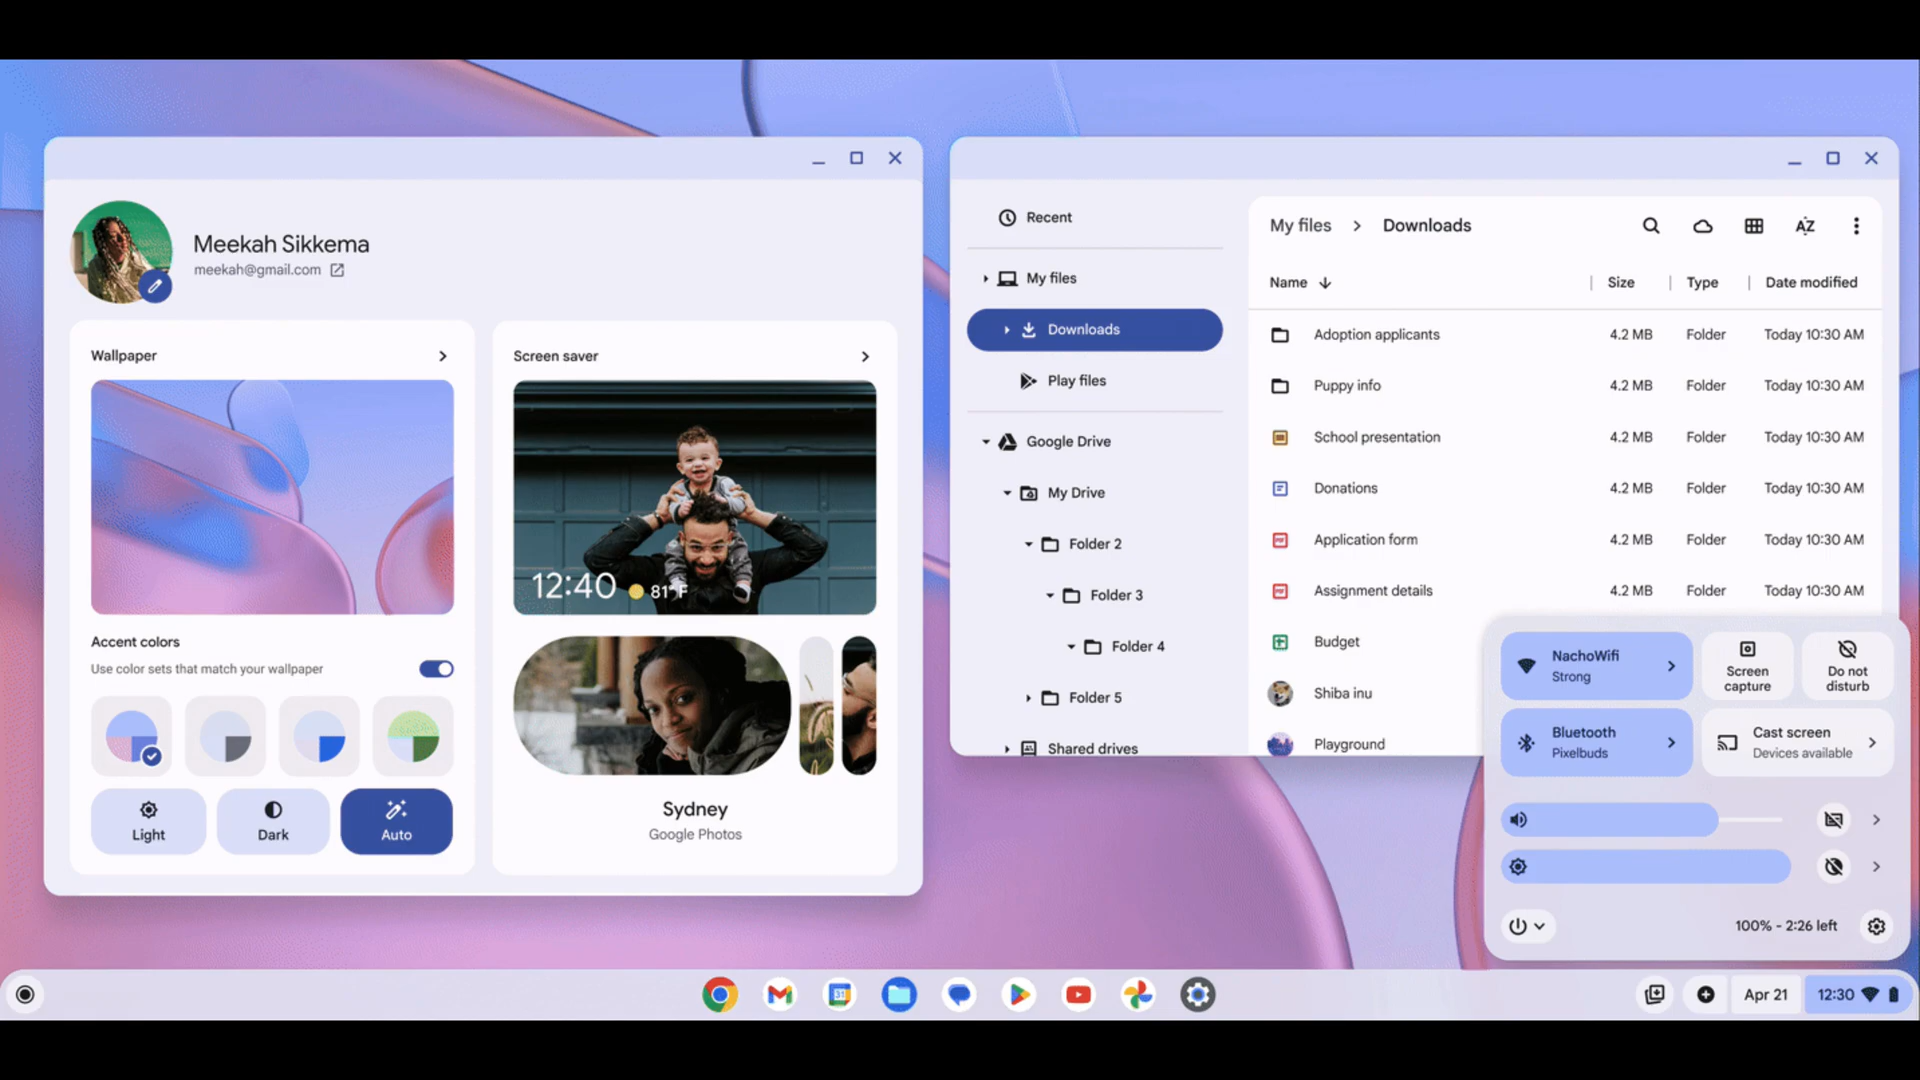 Meekah Sikkema
meekah@gmail.com
Wallpaper
Accent colors
Use color sets that match your wallpaper
Light
Dark
Auto
Screen saver
12:40 81°F
Sydney
Google Photos
Recent
My files
Downloads
Play files
Google Drive
My Drive
Folder 2
Folder 3
Folder 4
Folder 5
Shared drives
My files > Downloads
AZ
Name Size Type Date modified
Adoption applicants 4.2 MB Folder Today 10:30 AM
Puppy info 4.2 MB Folder Today 10:30 AM
School presentation 4.2 MB Folder Today 10:30 AM
Donations 4.2 MB Folder Today 10:30 AM
Application form 4.2 MB Folder Today 10:30 AM
Assignment details 4.2 MB Folder Today 10:30 AM
Budget
Shiba inu
Playground
NachoWifi
Strong
Screen
capture
Do not
disturb
Bluetooth
Pixelbuds
Cast screen
Devices available
100% - 2:26 left
31
Apr 21
12:30